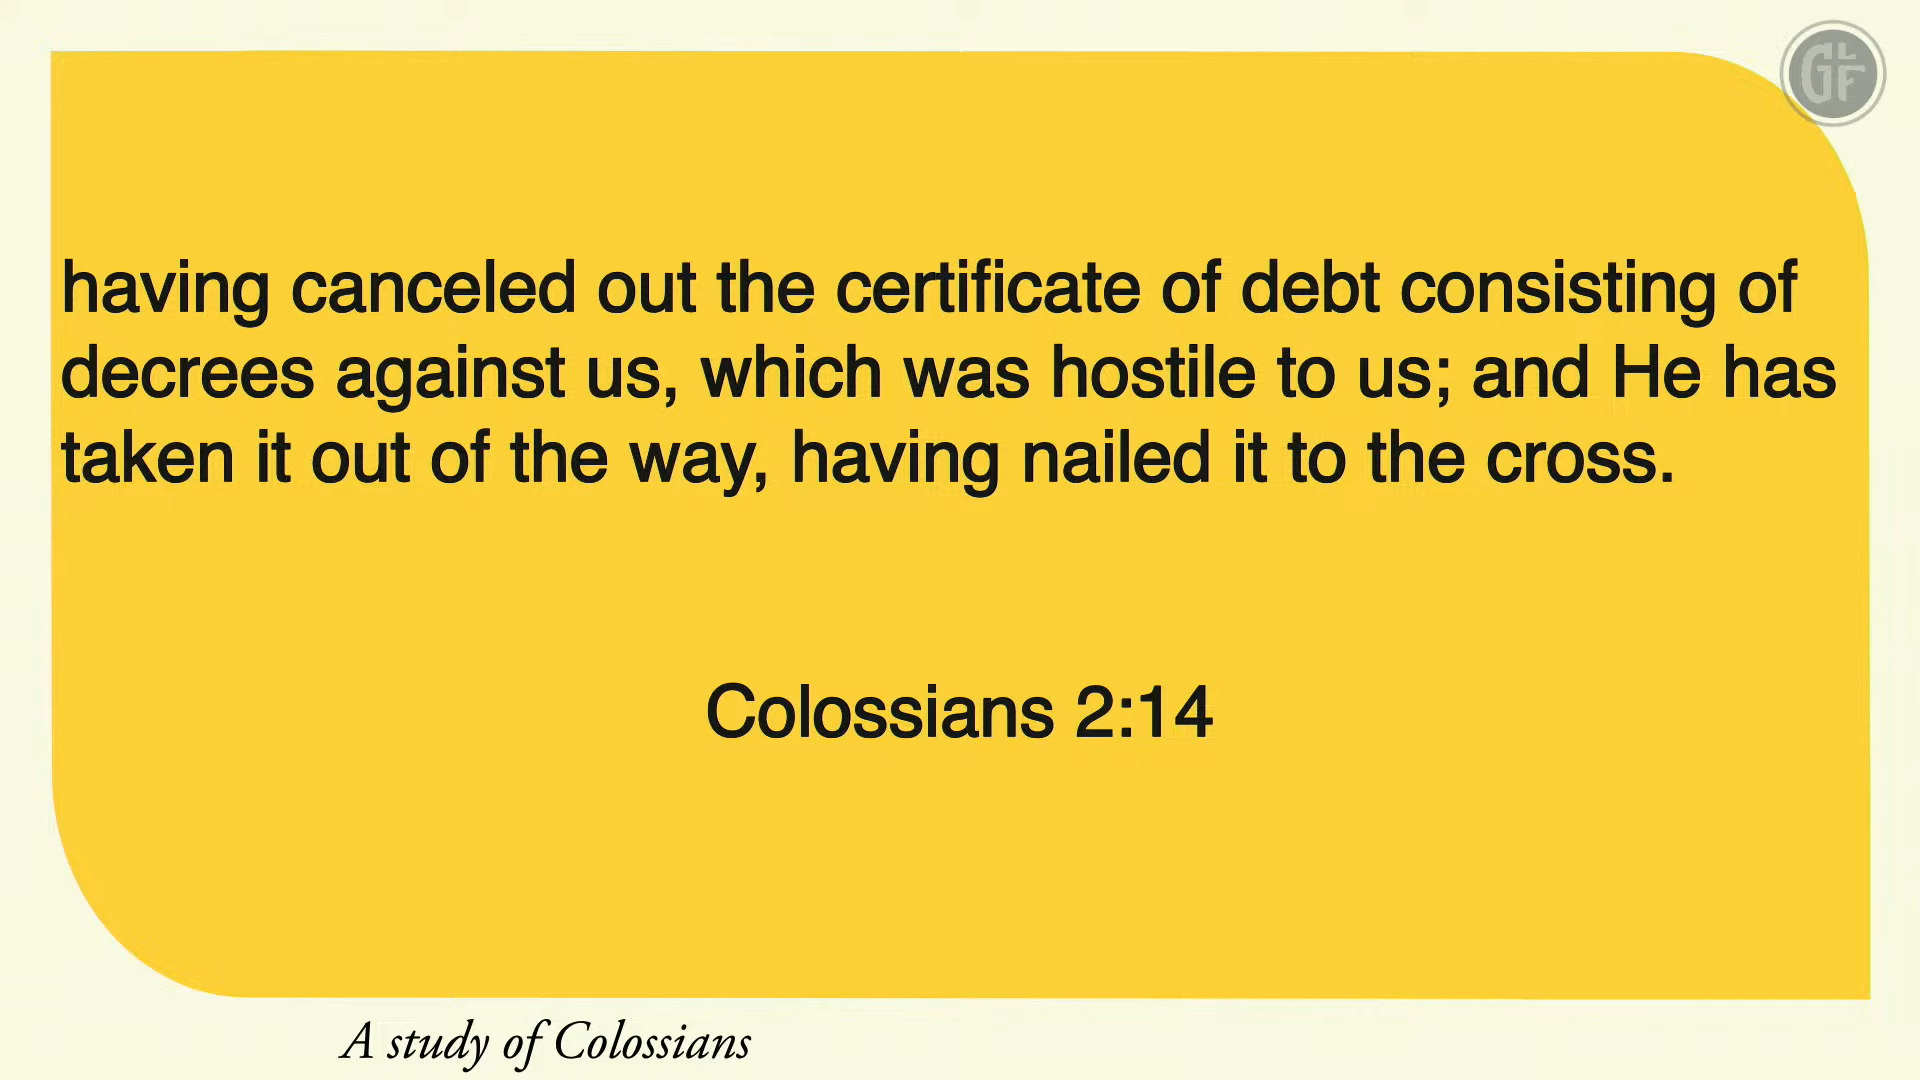 GLF
having canceled out the certificate of debt consisting of
decrees against us, which was hostile to us; and He has
taken it out of the way, having nailed it to the cross.
Colossians 2:14
A study of Colossians